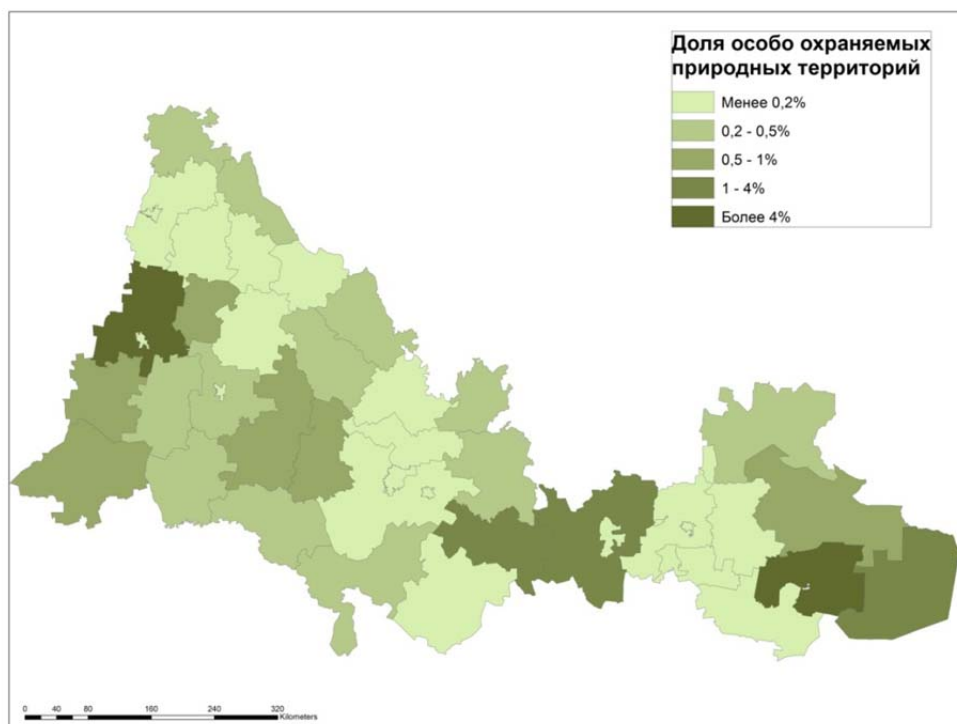 Доля особо охраняемых
природных территорий
Менее 0,2%
0,2 - 0,5%
0,5 - 1%
1 - 4%
Более 4%
0 40 80 160 240 320
Kilometers